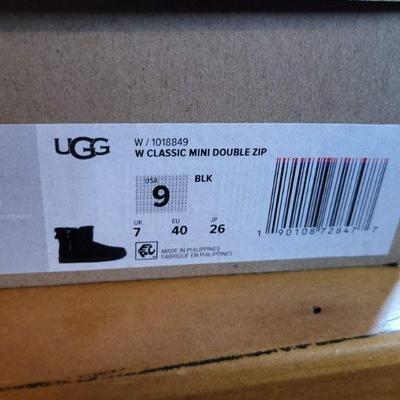 UGG
W / 1018849
W CLASSIC MINI DOUBLE ZIP
USA
9
BLK
UK EU JP
7 40 26
MADE IN PHILIPPINES
FABRIQUÉ EN PHILIPPINES
1 90108 72847 7